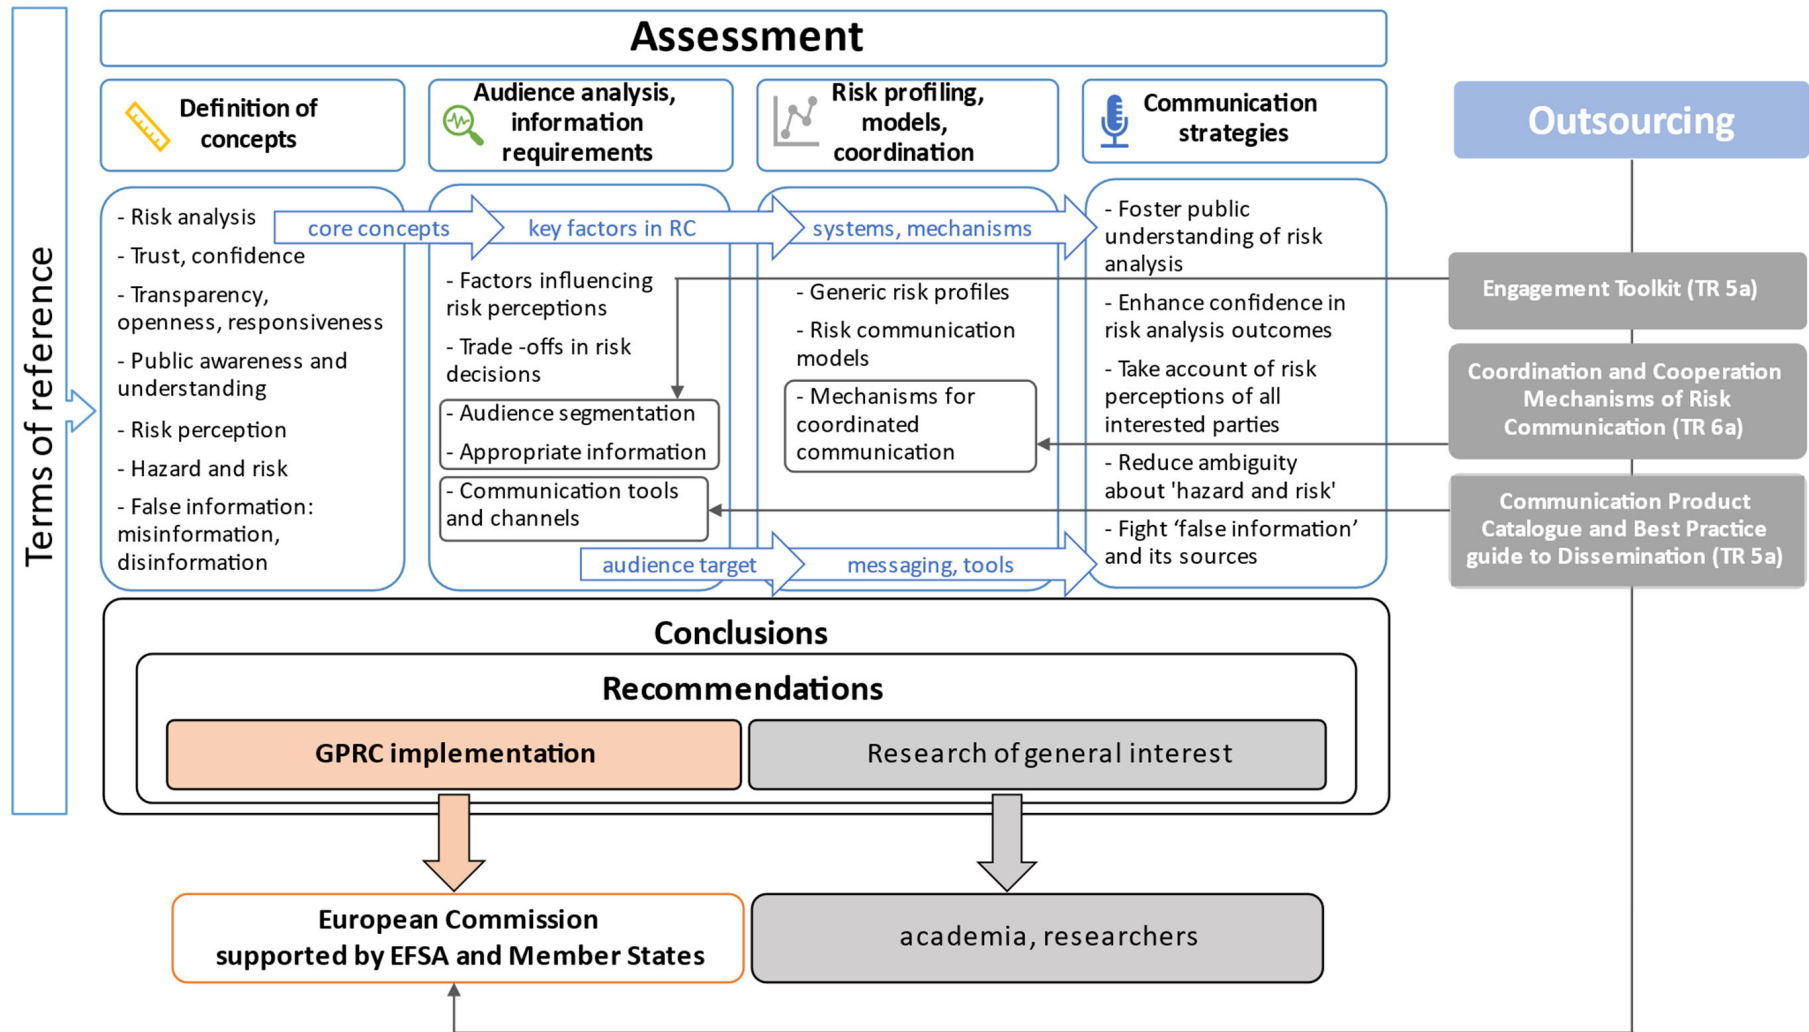 Terms of reference
Assessment
Definition of
concepts
Audience analysis,
information
requirements
Risk profiling,
models,
coordination
Communication
strategies
Outsourcing
- Risk analysis
- Trust, confidence
- Transparency,
openness, responsiveness
- Public awareness and
understanding
- Risk perception
- Hazard and risk
- False information:
misinformation,
disinformation
core concepts
key factors in RC
systems, mechanisms
- Factors influencing
risk perceptions
- Trade -offs in risk
decisions
- Audience segmentation
- Appropriate information
- Communication tools
and channels
- Generic risk profiles
- Risk communication
models
- Mechanisms for
coordinated
communication
audience target
messaging, tools
- Foster public
understanding of risk
analysis
- Enhance confidence in
risk analysis outcomes
- Take account of risk
perceptions of all
interested parties
- Reduce ambiguity
about 'hazard and risk'
- Fight ‘false information’
and its sources
Engagement Toolkit (TR 5a)
Coordination and Cooperation
Mechanisms of Risk
Communication (TR 6a)
Communication Product
Catalogue and Best Practice
guide to Dissemination (TR 5a)
Conclusions
Recommendations
GPRC implementation
Research of general interest
European Commission
supported by EFSA and Member States
academia, researchers